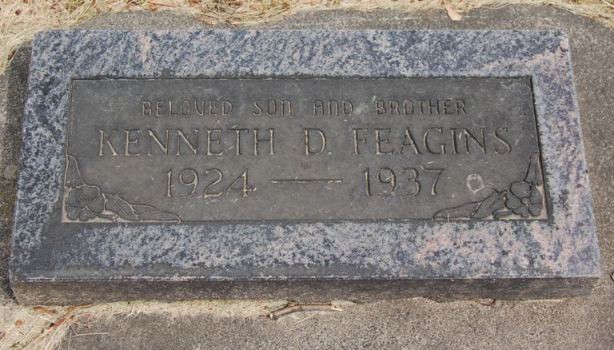 BELOVED SON AND BROTHER
KENNETH D. FEAGINS
1924 — 1937